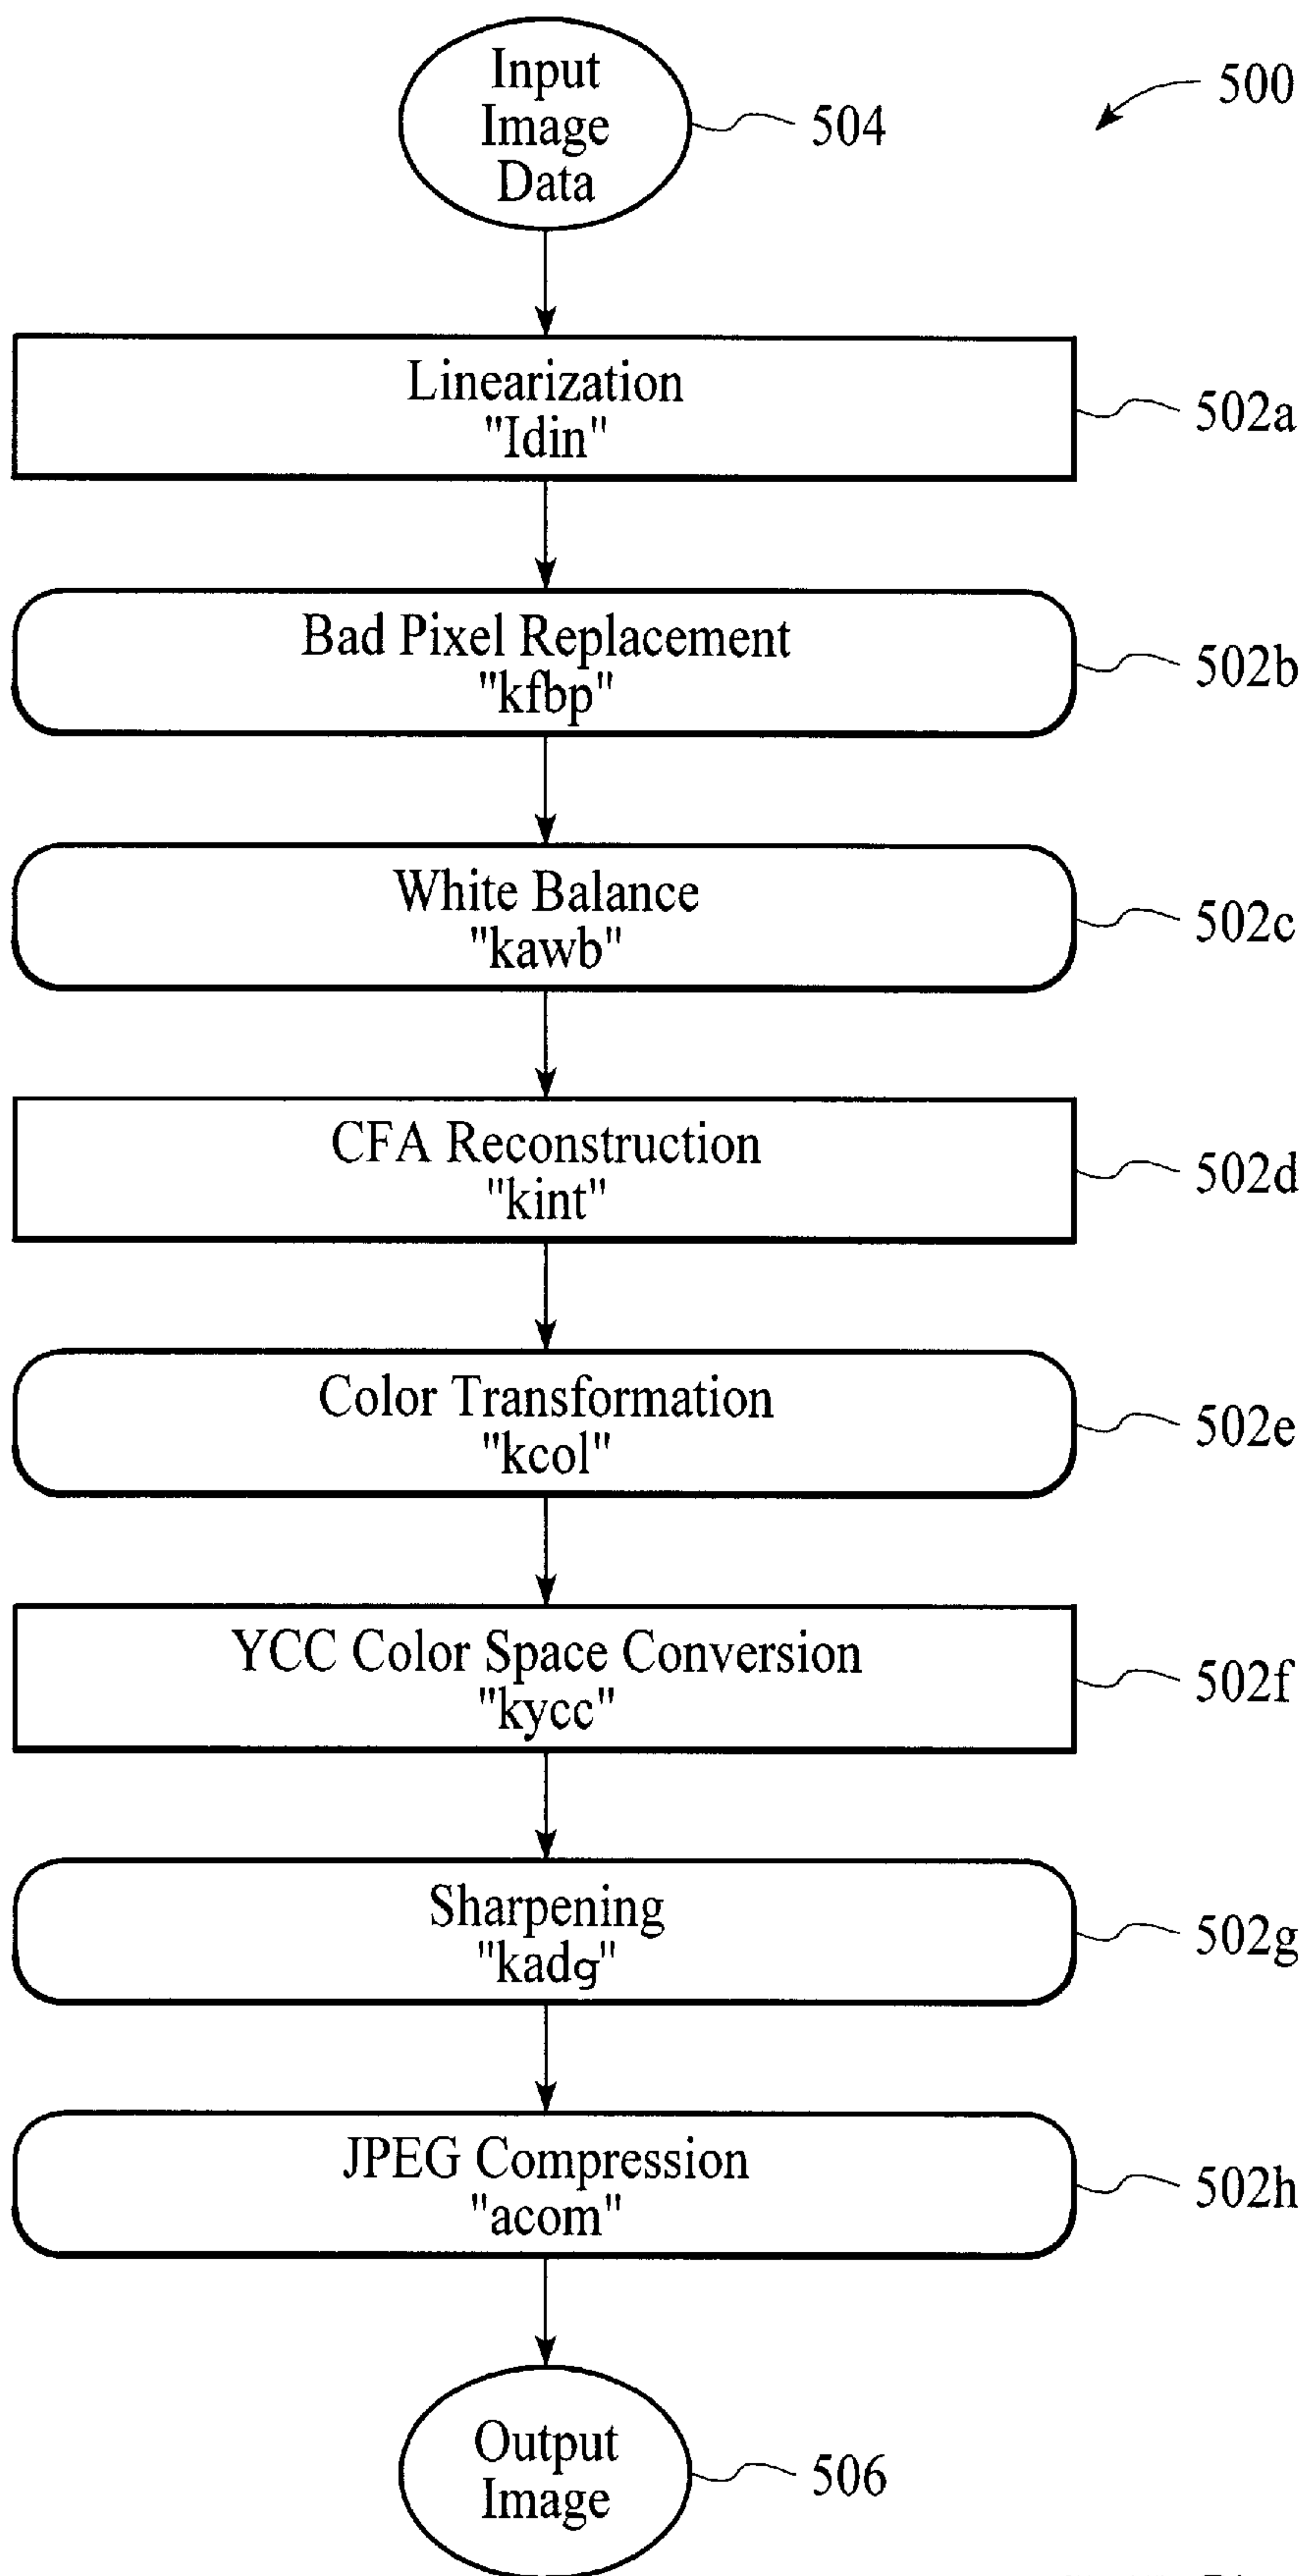 Input
Image
Data
504
500
Linearization
"Idin"
502a
Bad Pixel Replacement
"kfbp"
502b
White Balance
"kawb"
502c
CFA Reconstruction
"kint"
502d
Color Transformation
"kcol"
502e
YCC Color Space Conversion
"kycc"
502f
Sharpening
"kadg"
502g
JPEG Compression
"acom"
502h
Output
Image
506